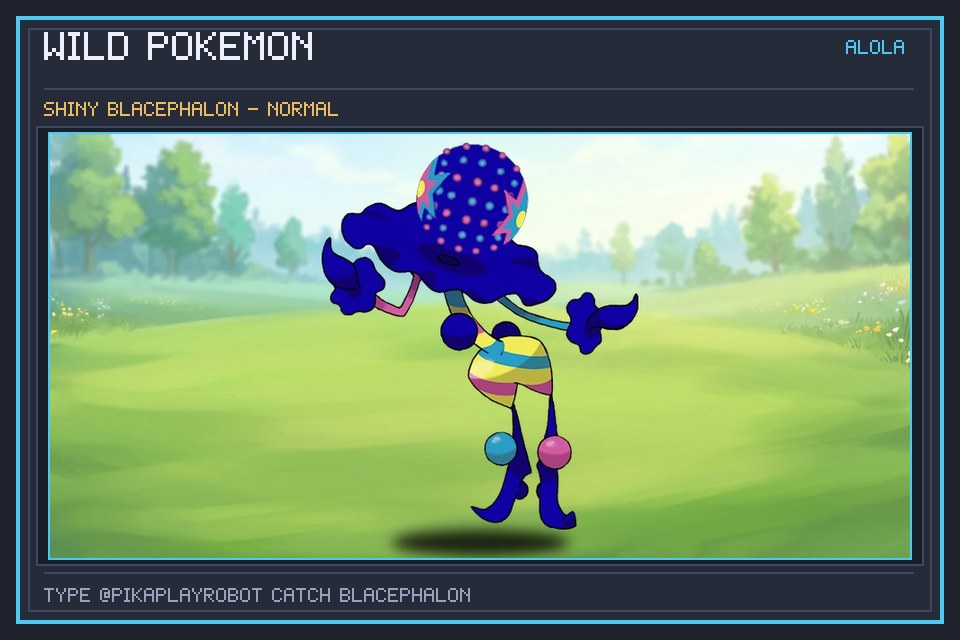 WILD POKEMON
ALOLA
SHINY BLACEPHALON - NORMAL
TYPE @PIKAPLAYROBOT CATCH BLACEPHALON